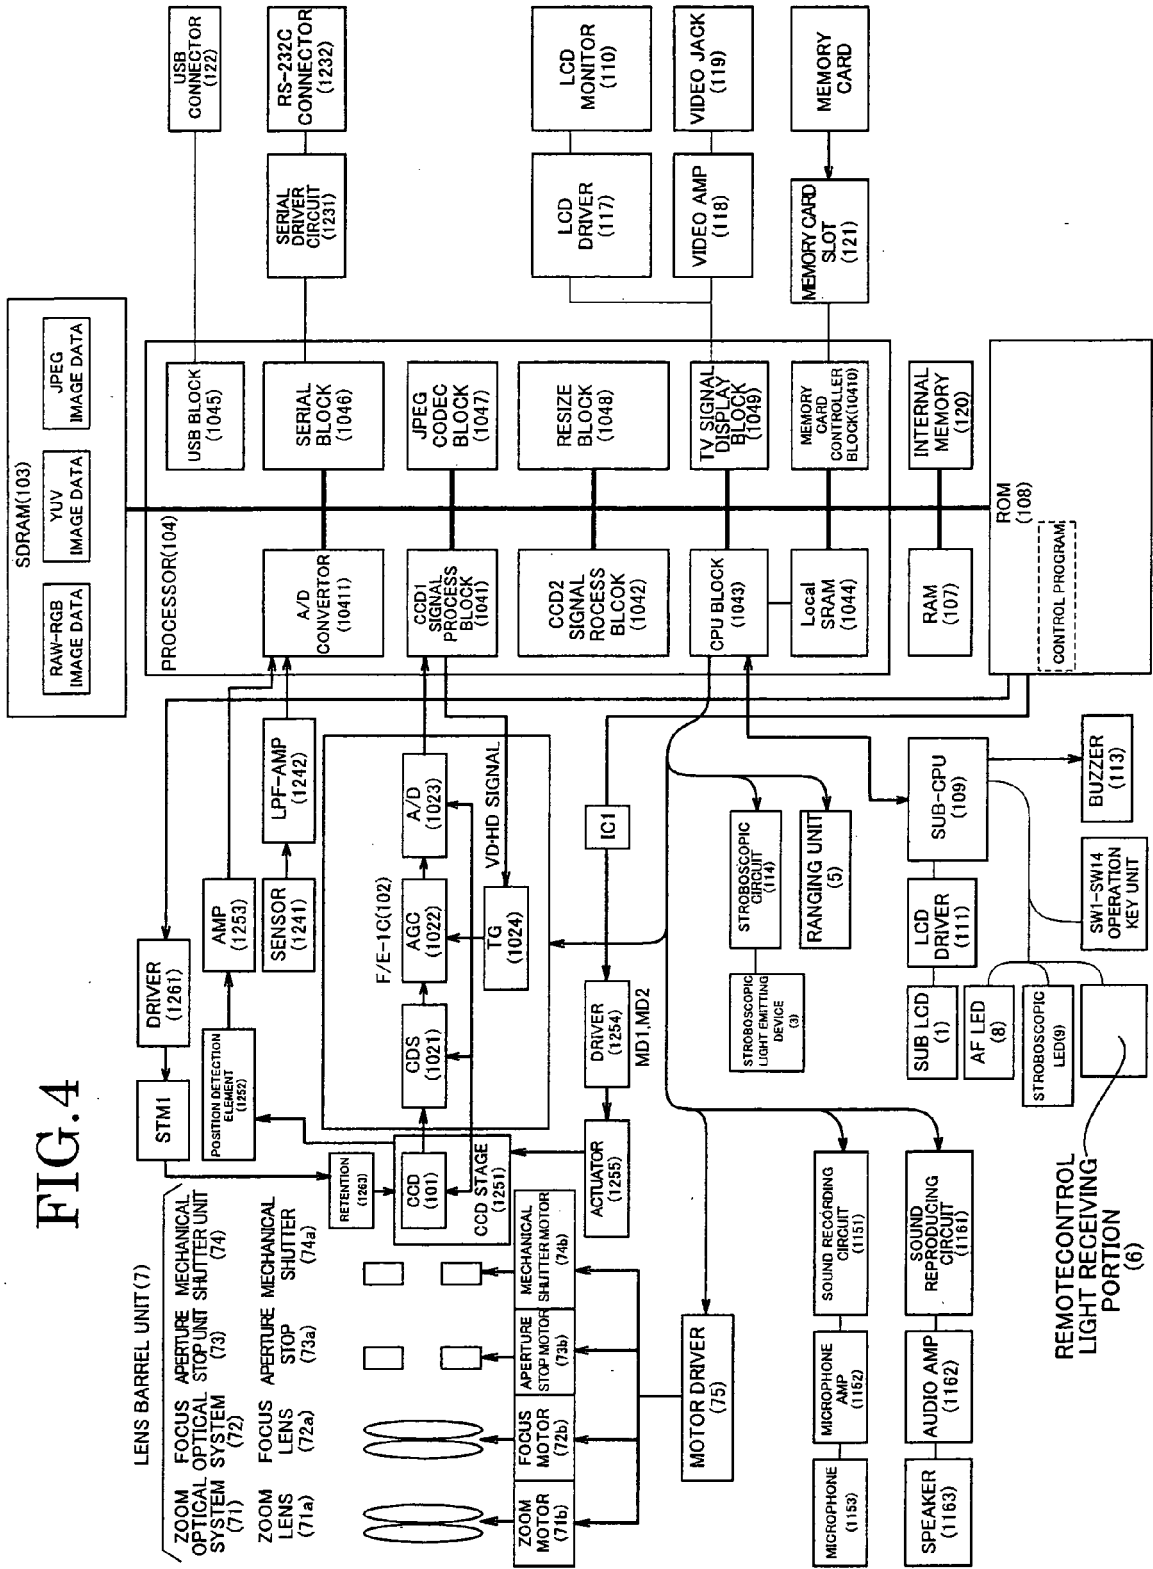 FIG.4
LENS BARREL UNIT(7)
ZOOM
OPTICAL
SYSTEM
(71)
FOCUS
OPTICAL
SYSTEM
(72)
APERTURE
STOP UNIT
(73)
MECHANICAL
SHUTTER UNIT
(74)
ZOOM
LENS
(71a)
FOCUS
LENS
(72a)
APERTURE
STOP
(73a)
MECHANICAL
SHUTTER
(74a)
ZOOM
MOTOR
(71b)
FOCUS
MOTOR
(72b)
APERTURE
STOP MOTOR
(73b)
MECHANICAL
SHUTTER MOTOR
(74b)
MOTOR DRIVER
(75)
STM1
DRIVER
(1261)
POSITION DETECTION
ELEMENT (1252)
AMP
(1253)
SENSOR
(1241)
LPF-AMP
(1242)
RETENTION
(1263)
CCD
(101)
CCD STAGE
(1251)
F/E-1C(102)
CDS
(1021)
AGC
(1022)
A/D
(1023)
TG
(1024)
VD·HD SIGNAL
ACTUATOR
(1255)
DRIVER
(1254)
MD1,MD2
IC1
SDRAM(103)
RAW-RGB
IMAGE DATA
YUV
IMAGE DATA
JPEG
IMAGE DATA
PROCESSOR(104)
A/D
CONVERTOR
(10411)
CCD1
SIGNAL
PROCESS
BLOCK
(1041)
CCD2
SIGNAL
ROCESS
BLCOK
(1042)
CPU BLOCK
(1043)
Local
SRAM
(1044)
USB BLOCK
(1045)
SERIAL
BLOCK
(1046)
JPEG
CODEC
BLOCK
(1047)
RESIZE
BLOCK
(1048)
TV SIGNAL
DISPLAY
BLOCK
(1049)
MEMORY
CARD
CONTROLLER
BLOCK(10410)
RAM
(107)
INTERNAL
MEMORY
(120)
ROM
(108)
CONTROL PROGRAM
USB
CONNECTOR
(122)
SERIAL
DRIVER
CIRCUIT
(1231)
RS-232C
CONNECTOR
(1232)
LCD
DRIVER
(117)
LCD
MONITOR
(110)
VIDEO AMP
(118)
VIDEO JACK
(119)
MEMORY CARD
SLOT
(121)
MEMORY
CARD
STROBOSCOPIC
CIRCUIT
(114)
STROBOSCOPIC
LIGHT EMITTING
DEVICE
(3)
RANGING UNIT
(5)
SUB-CPU
(109)
BUZZER
(113)
LCD
DRIVER
(111)
SUB LCD
(1)
AF LED
(8)
STROBOSCOPIC
LED(9)
SW1-SW14
OPERATION
KEY UNIT
REMOTECONTROL
LIGHT RECEIVING
PORTION
(6)
SOUND RECORDING
CIRCUIT
(1151)
MICROPHONE
AMP
(1152)
MICROPHONE
(1153)
SOUND
REPRODUCING
CIRCUIT
(1161)
AUDIO AMP
(1162)
SPEAKER
(1163)